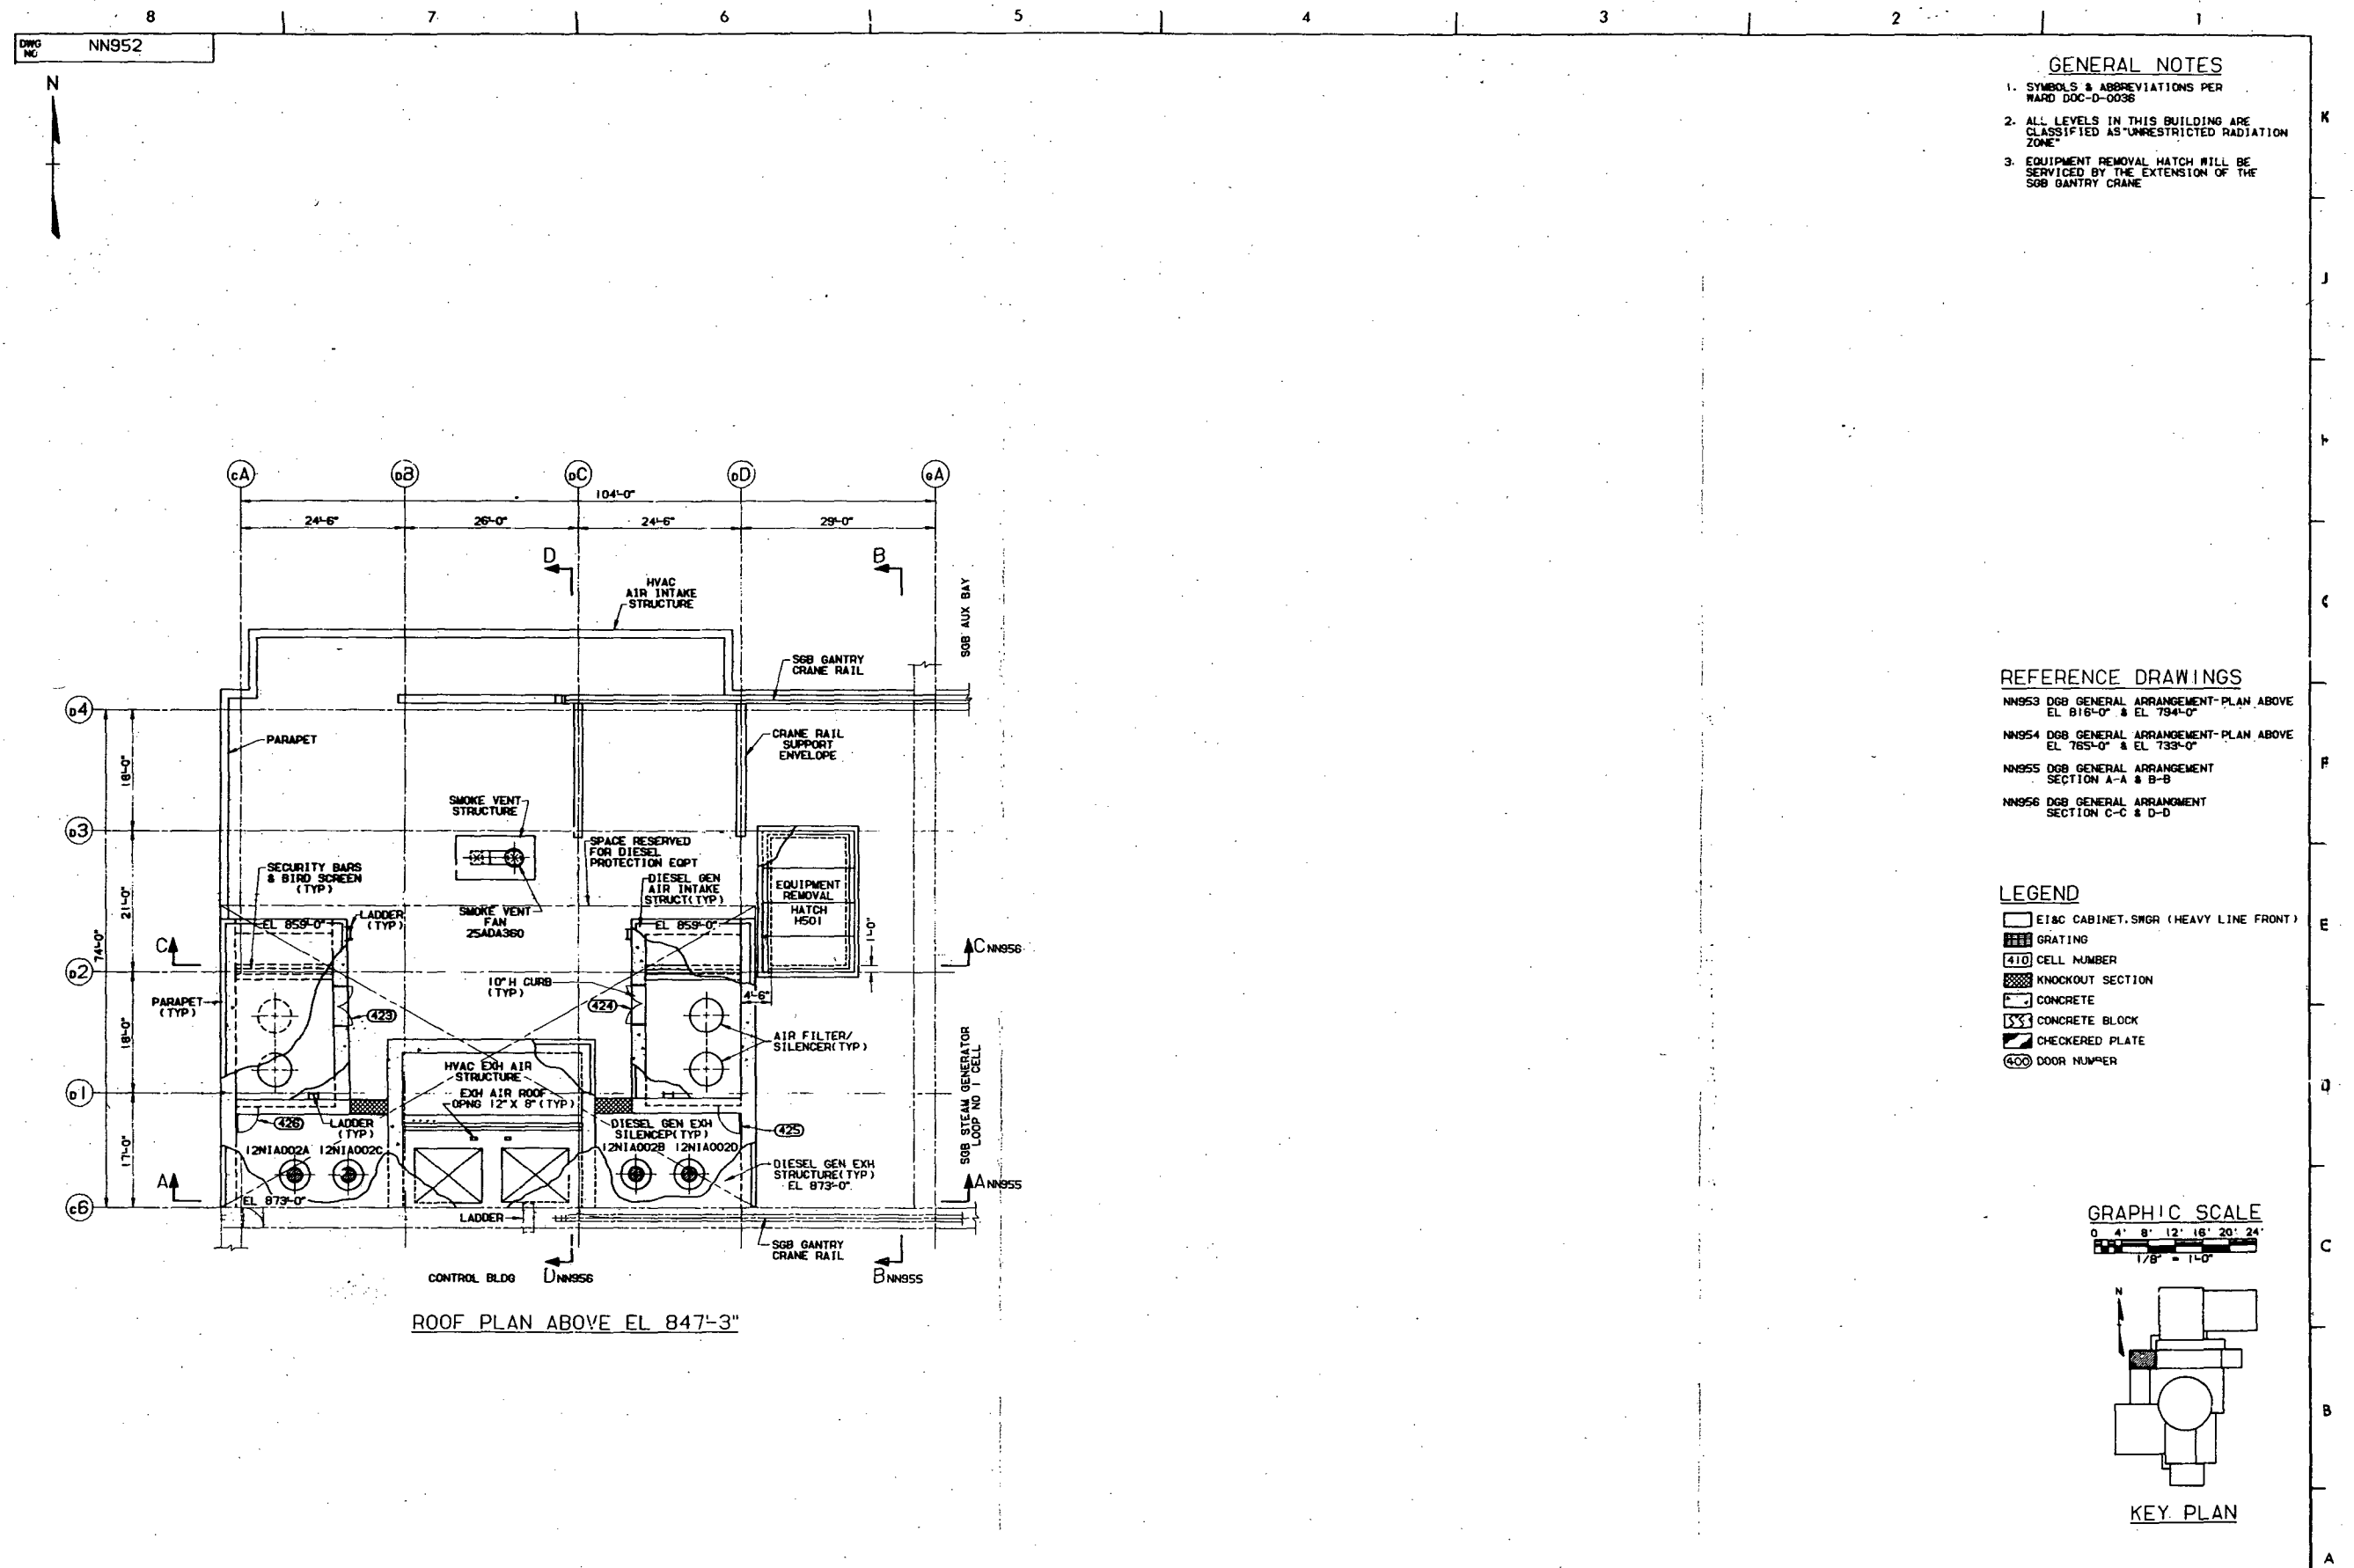 8 7 6 5 4 3 2 1
DWG NO NN952
N
GENERAL NOTES
1. SYMBOLS & ABBREVIATIONS PER
WARD DOC-D-0036
2. ALL LEVELS IN THIS BUILDING ARE
CLASSIFIED AS "UNRESTRICTED RADIATION
ZONE"
3. EQUIPMENT REMOVAL HATCH WILL BE
SERVICED BY THE EXTENSION OF THE
SGB GANTRY CRANE
K
J
H
G
F
E
D
C
B
A
CA DB DC DD GA
104'-0"
24'-6" 26'-0" 24'-6" 29'-0"
D B
HVAC
AIR INTAKE
STRUCTURE
SGB AUX BAY
SGB GANTRY
CRANE RAIL
D4
PARAPET
CRANE RAIL
SUPPORT
ENVELOPE
18'-0"
SMOKE VENT
STRUCTURE
D3
SPACE RESERVED
FOR DIESEL
PROTECTION EQPT
SECURITY BARS
& BIRD SCREEN
(TYP)
DIESEL GEN
AIR INTAKE
STRUCT(TYP)
EQUIPMENT
REMOVAL
HATCH
H501
21'-0"
SMOKE VENT
FAN
25ADA360
LADDER
(TYP)
EL 859'-0"
EL 859'-0"
1'-0"
74'-0"
C
C NN956
D2
10" H CURB
(TYP)
4'-6"
PARAPET
(TYP)
423
424
18'-0"
AIR FILTER/
SILENCER(TYP)
HVAC EXH AIR
STRUCTURE
EXH AIR ROOF
OPNG 12" X 8" (TYP)
D1
SGB STEAM GENERATOR
LOOP NO 1 CELL
426
LADDER
(TYP)
DIESEL GEN EXH
SILENCER(TYP)
425
12NIA002A 12NIA002C
12NIA002B 12NIA002D
17'-0"
DIESEL GEN EXH
STRUCTURE(TYP)
EL 873'-0"
A
A NN955
EL 873'-0"
C6
LADDER
SGB GANTRY
CRANE RAIL
CONTROL BLDG
D NN956
B NN955
ROOF PLAN ABOVE EL 847'-3"
REFERENCE DRAWINGS
NN953 DGB GENERAL ARRANGEMENT-PLAN ABOVE
EL 816'-0" & EL 794'-0"
NN954 DGB GENERAL ARRANGEMENT-PLAN ABOVE
EL 765'-0" & EL 733'-0"
NN955 DGB GENERAL ARRANGEMENT
SECTION A-A & B-B
NN956 DGB GENERAL ARRANGMENT
SECTION C-C & D-D
LEGEND
EI&C CABINET, SWGR (HEAVY LINE FRONT)
GRATING
410 CELL NUMBER
KNOCKOUT SECTION
CONCRETE
CONCRETE BLOCK
CHECKERED PLATE
400 DOOR NUMBER
GRAPHIC SCALE
0 4' 8' 12' 16' 20' 24'
1/8" = 1'-0"
N
KEY PLAN